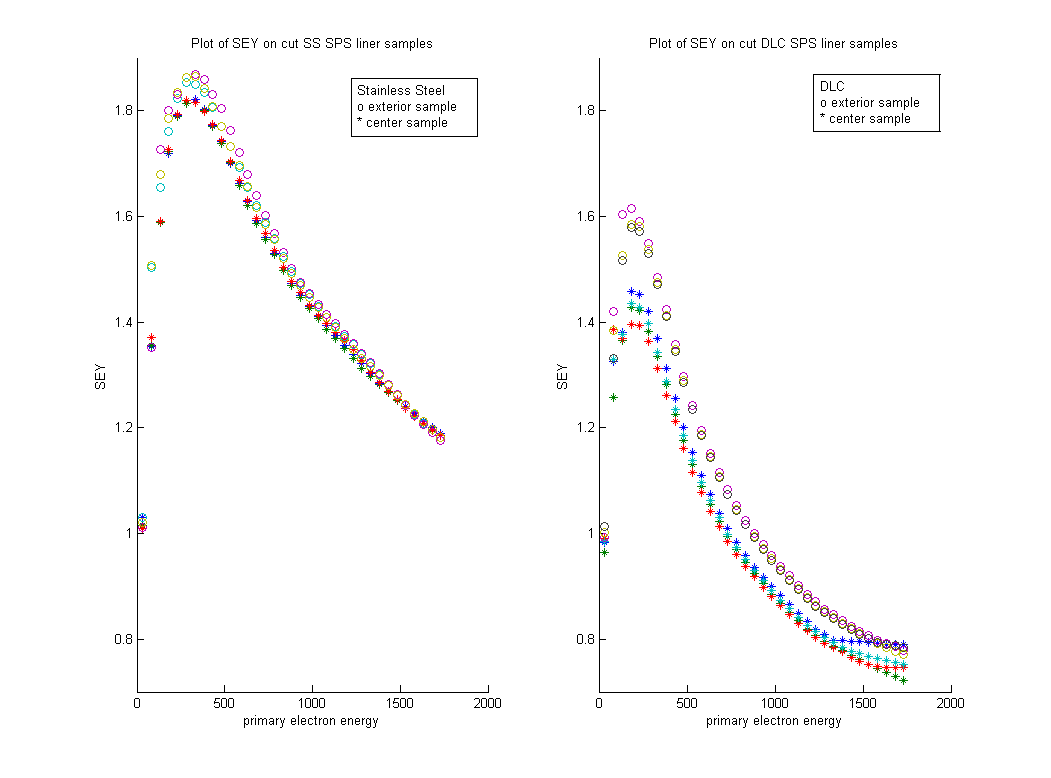 Plot of SEY on cut SS SPS liner samples
Stainless Steel
o exterior sample
* center sample
1.8
1.6
1.4
1.2
1
0.8
SEY
0 500 1000 1500 2000
primary electron energy
Plot of SEY on cut DLC SPS liner samples
DLC
o exterior sample
* center sample
1.8
1.6
1.4
1.2
1
0.8
SEY
0 500 1000 1500 2000
primary electron energy